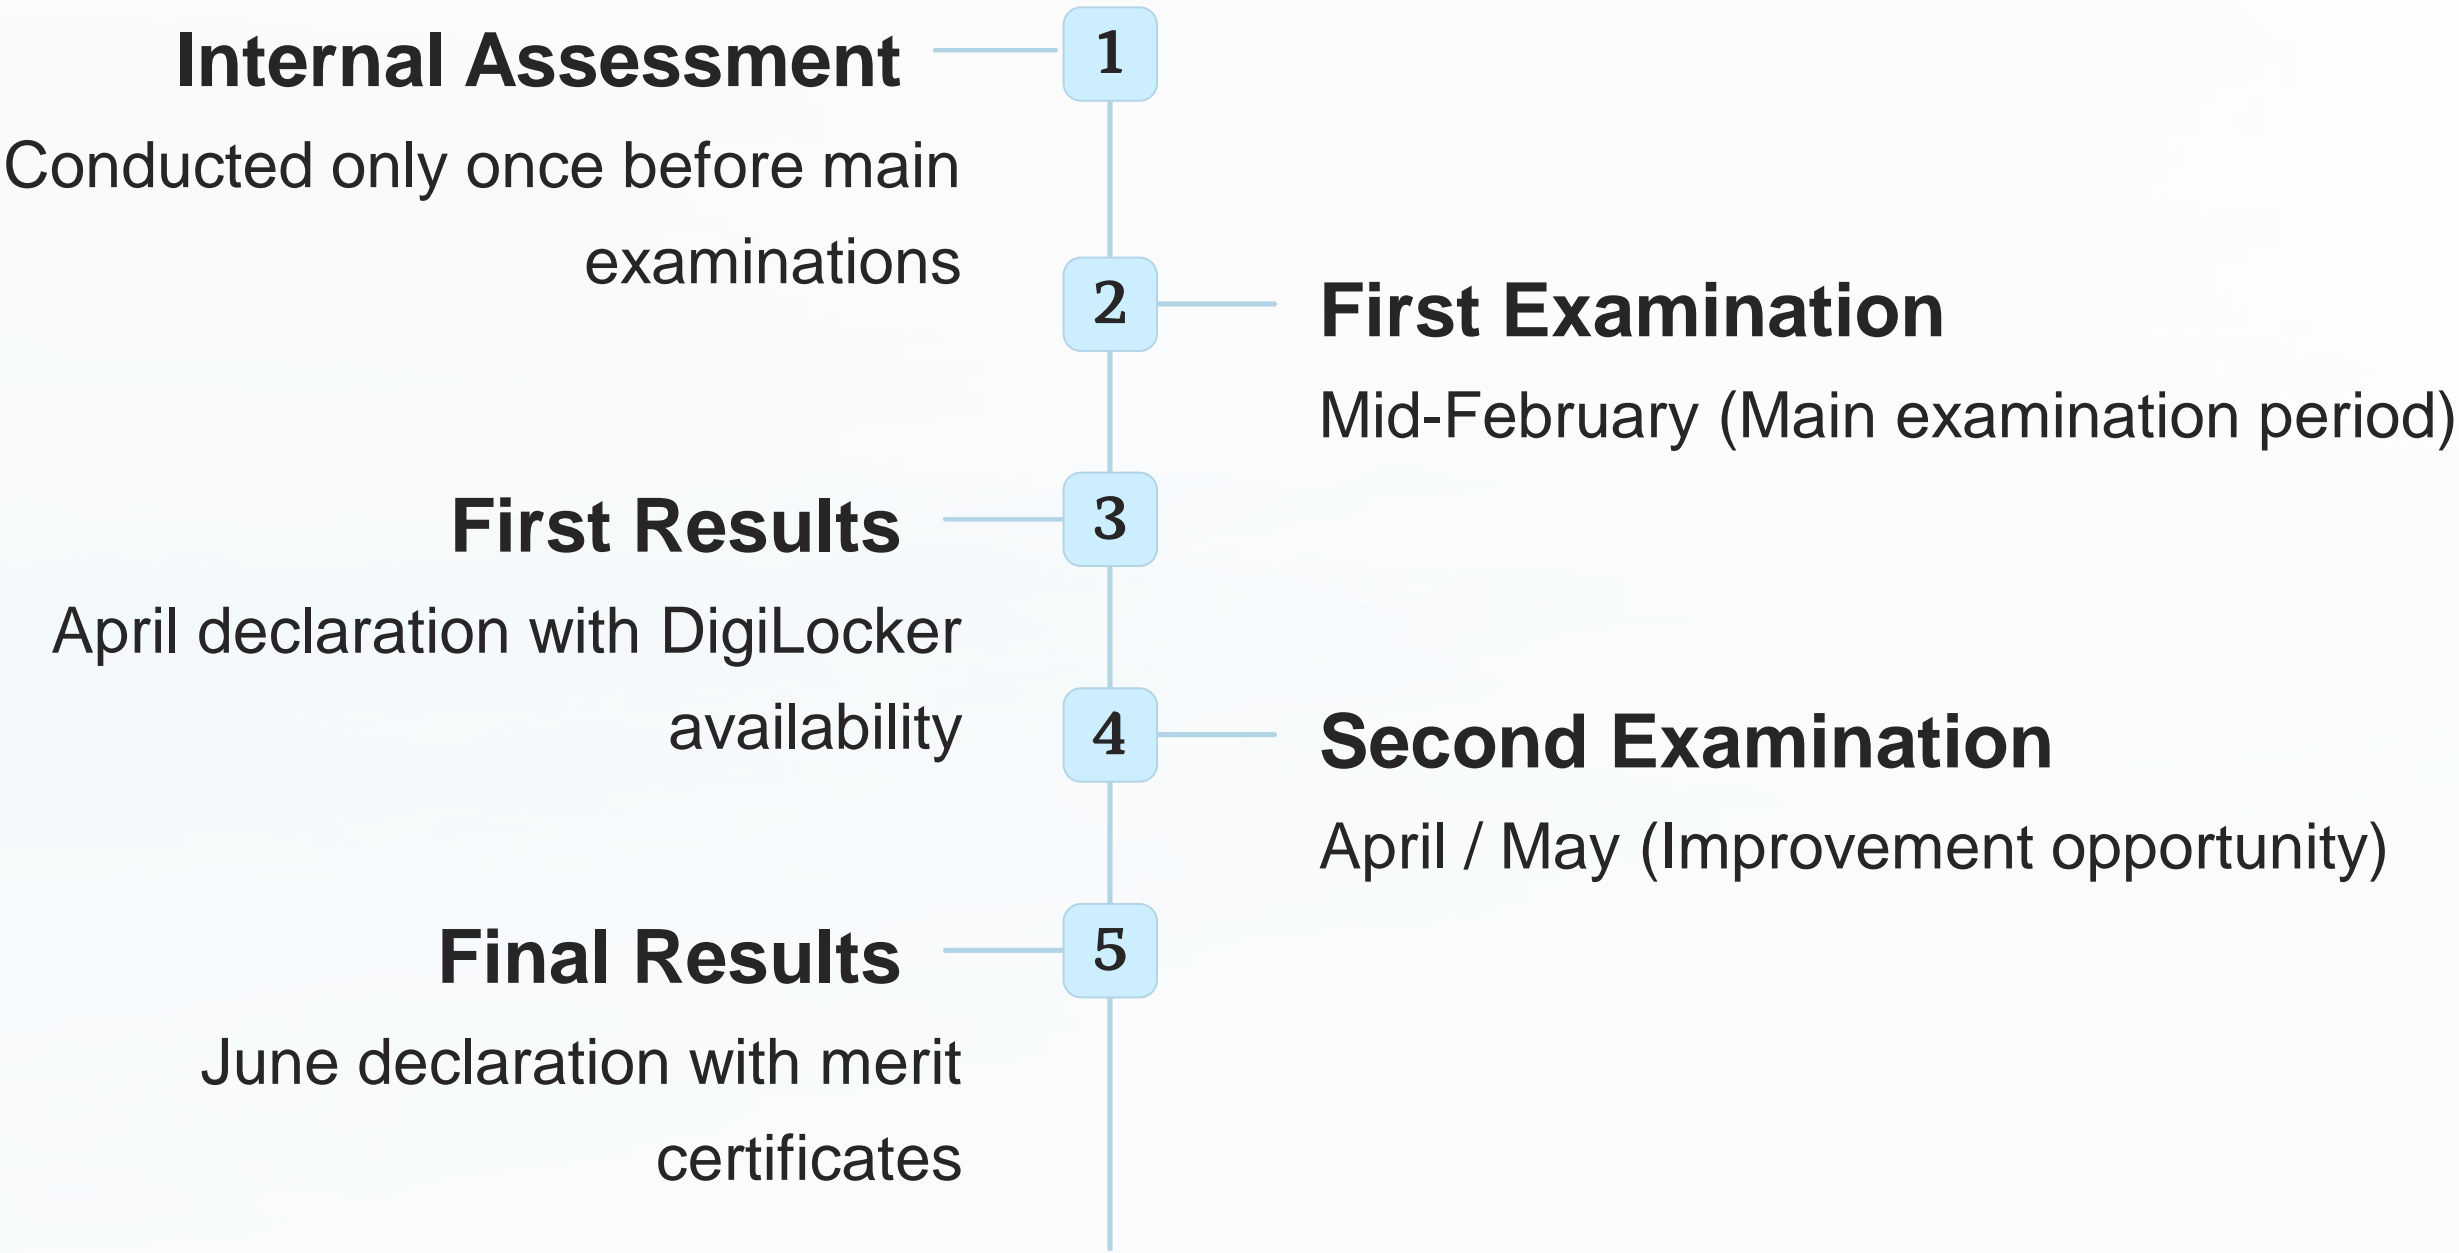 1
Internal Assessment
Conducted only once before main
examinations
2
First Examination
Mid-February (Main examination period)
3
First Results
April declaration with DigiLocker
availability
4
Second Examination
April / May (Improvement opportunity)
5
Final Results
June declaration with merit
certificates